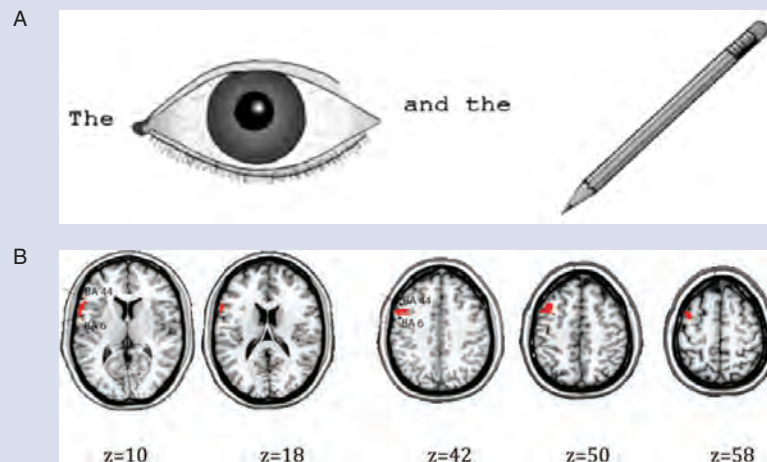 A
The and the
B
BA 44
BA 6
BA 44
BA 6
z=10 z=18 z=42 z=50 z=58